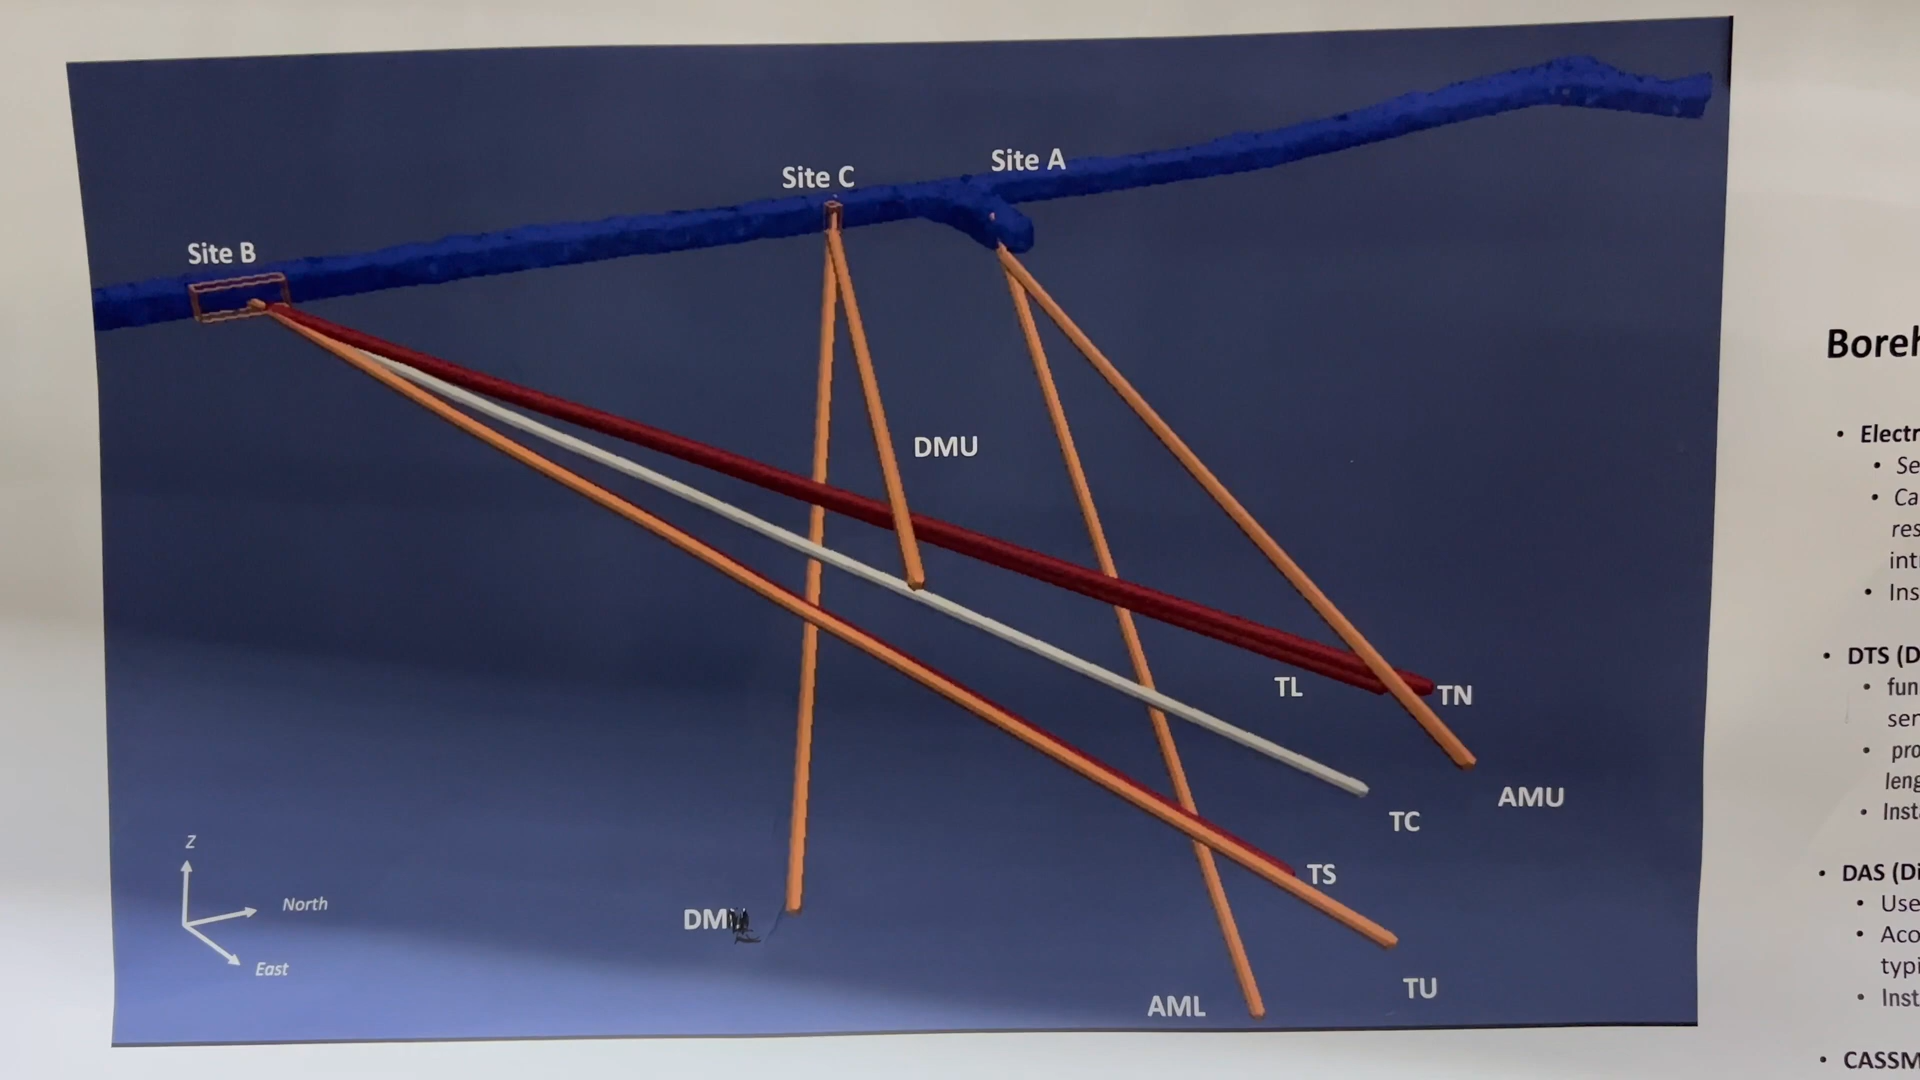 Site A
Site C
Site B
DMU
TL
TN
AMU
TC
TS
DM
TU
AML
Z
North
East
Boreh
• Electr
• Se
• Ca
res
int
• Ins
• DTS (D
• fun
ser
• pro
leng
• Inst
• DAS (Di
• Use
• Aco
typi
• Inst
• CASSM